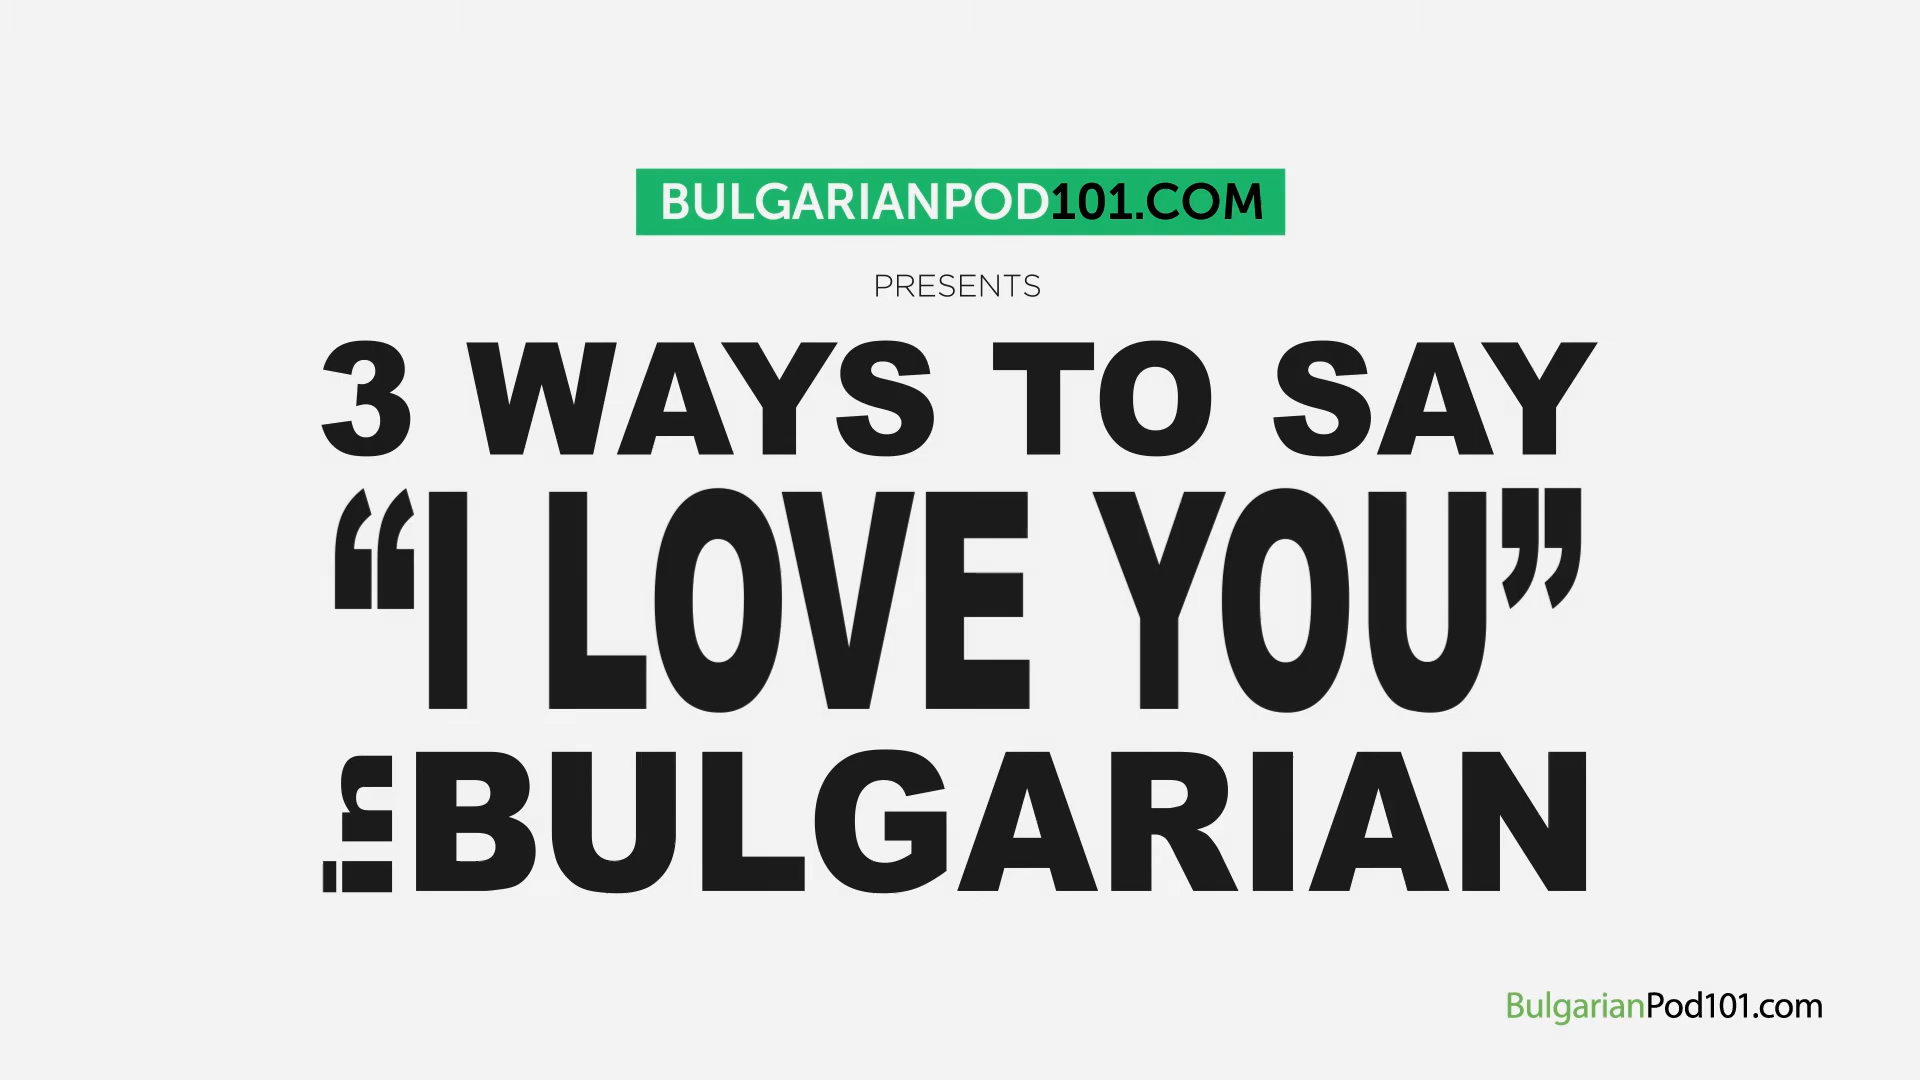 BULGARIANPOD101.COM
PRESENTS
3 WAYS TO SAY
“I LOVE YOU”
in BULGARIAN
BulgarianPod101.com